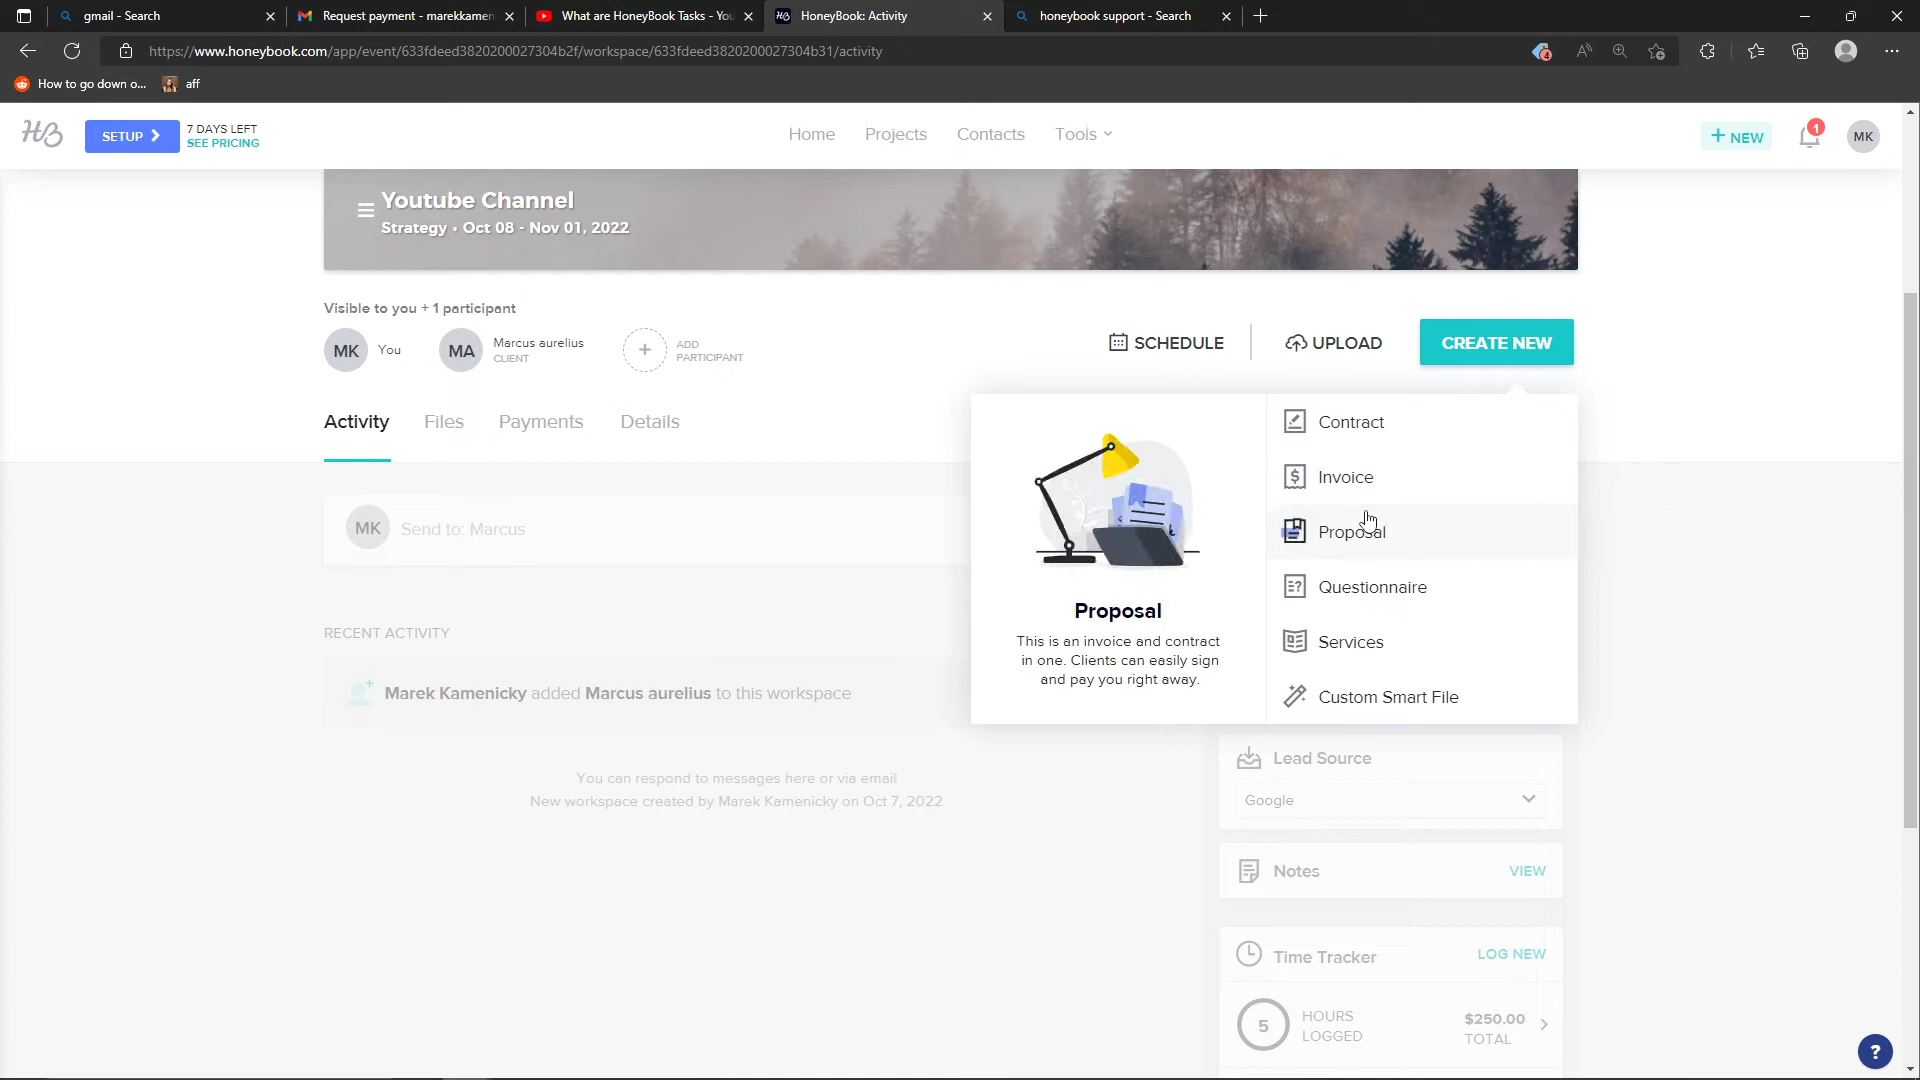 gmail - Search
Request payment - marekkamen
What are HoneyBook Tasks - You
HoneyBook: Activity
honeybook support - Search
https://www.honeybook.com/app/event/633fdeed3820200027304b2f/workspace/633fdeed3820200027304b31/activity
4
How to go down o...
aff
HB
SETUP
7 DAYS LEFT
SEE PRICING
Home
Projects
Contacts
Tools
+ NEW
1
MK
Youtube Channel
Strategy • Oct 08 - Nov 01, 2022
Visible to you + 1 participant
MK
You
MA
Marcus aurelius
CLIENT
+
ADD
PARTICIPANT
SCHEDULE
UPLOAD
CREATE NEW
Activity
Files
Payments
Details
Contract
Invoice
Proposal
Questionnaire
Services
Custom Smart File
Proposal
This is an invoice and contract
in one. Clients can easily sign
and pay you right away.
MK
Send to: Marcus
RECENT ACTIVITY
Marek Kamenicky added Marcus aurelius to this workspace
You can respond to messages here or via email
New workspace created by Marek Kamenicky on Oct 7, 2022
Lead Source
Google
Notes
VIEW
Time Tracker
LOG NEW
5
HOURS
LOGGED
$250.00
TOTAL
?